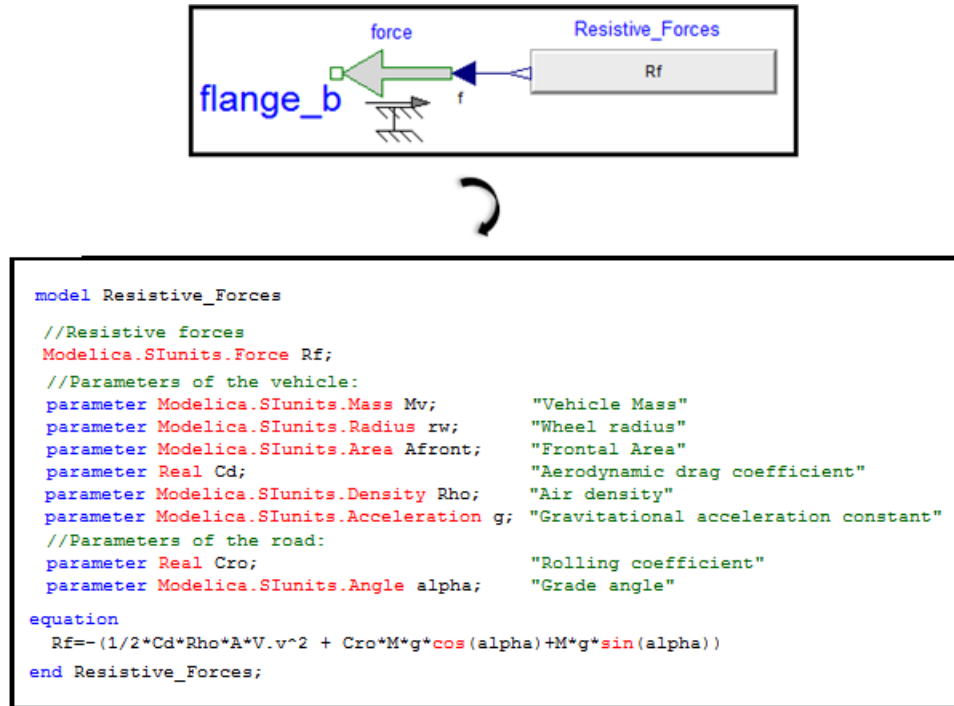 force
Resistive_Forces
Rf
flange_b
f
model Resistive_Forces
//Resistive forces
Modelica.SIunits.Force Rf;
//Parameters of the vehicle:
parameter Modelica.SIunits.Mass Mv; "Vehicle Mass"
parameter Modelica.SIunits.Radius rw; "Wheel radius"
parameter Modelica.SIunits.Area Afront; "Frontal Area"
parameter Real Cd; "Aerodynamic drag coefficient"
parameter Modelica.SIunits.Density Rho; "Air density"
parameter Modelica.SIunits.Acceleration g; "Gravitational acceleration constant"
//Parameters of the road:
parameter Real Cro; "Rolling coefficient"
parameter Modelica.SIunits.Angle alpha; "Grade angle"
equation
Rf=-(1/2*Cd*Rho*A*V.v^2 + Cro*M*g*cos(alpha)+M*g*sin(alpha))
end Resistive_Forces;